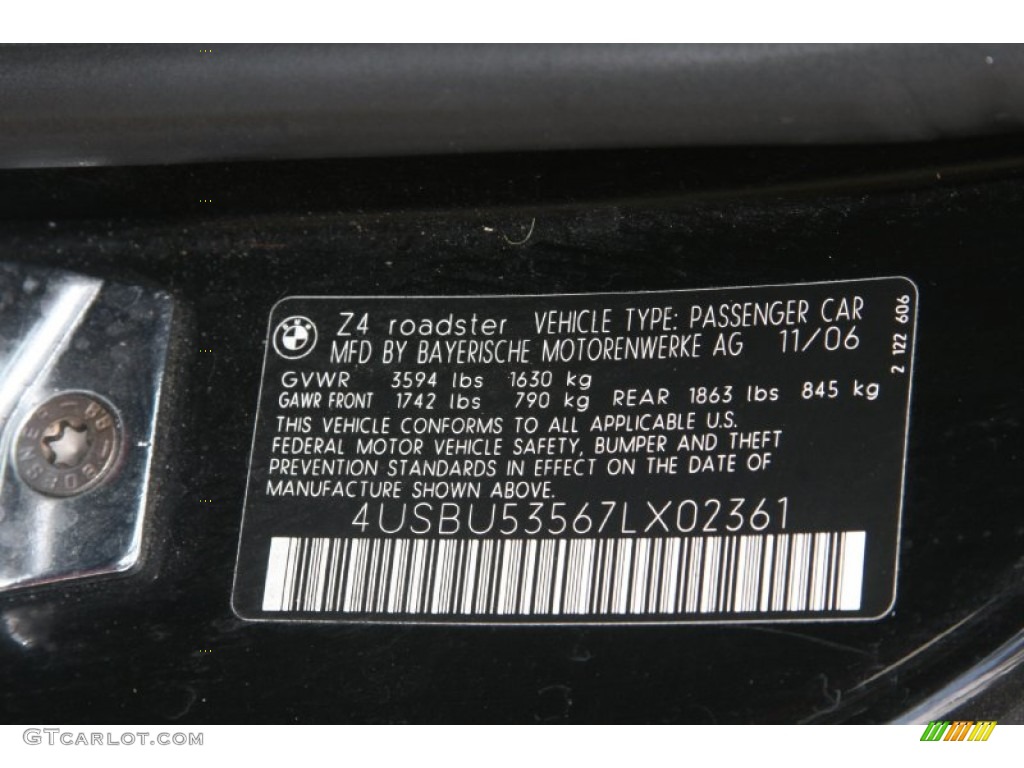 Z4 roadster VEHICLE TYPE: PASSENGER CAR
MFD BY BAYERISCHE MOTORENWERKE AG 11/06
GVWR 3594 lbs 1630 kg
GAWR FRONT 1742 lbs 790 kg REAR 1863 lbs 845 kg
THIS VEHICLE CONFORMS TO ALL APPLICABLE U.S.
FEDERAL MOTOR VEHICLE SAFETY, BUMPER AND THEFT
PREVENTION STANDARDS IN EFFECT ON THE DATE OF
MANUFACTURE SHOWN ABOVE.
4USBU53567LX02361
2 122 606
GTcarlot.com